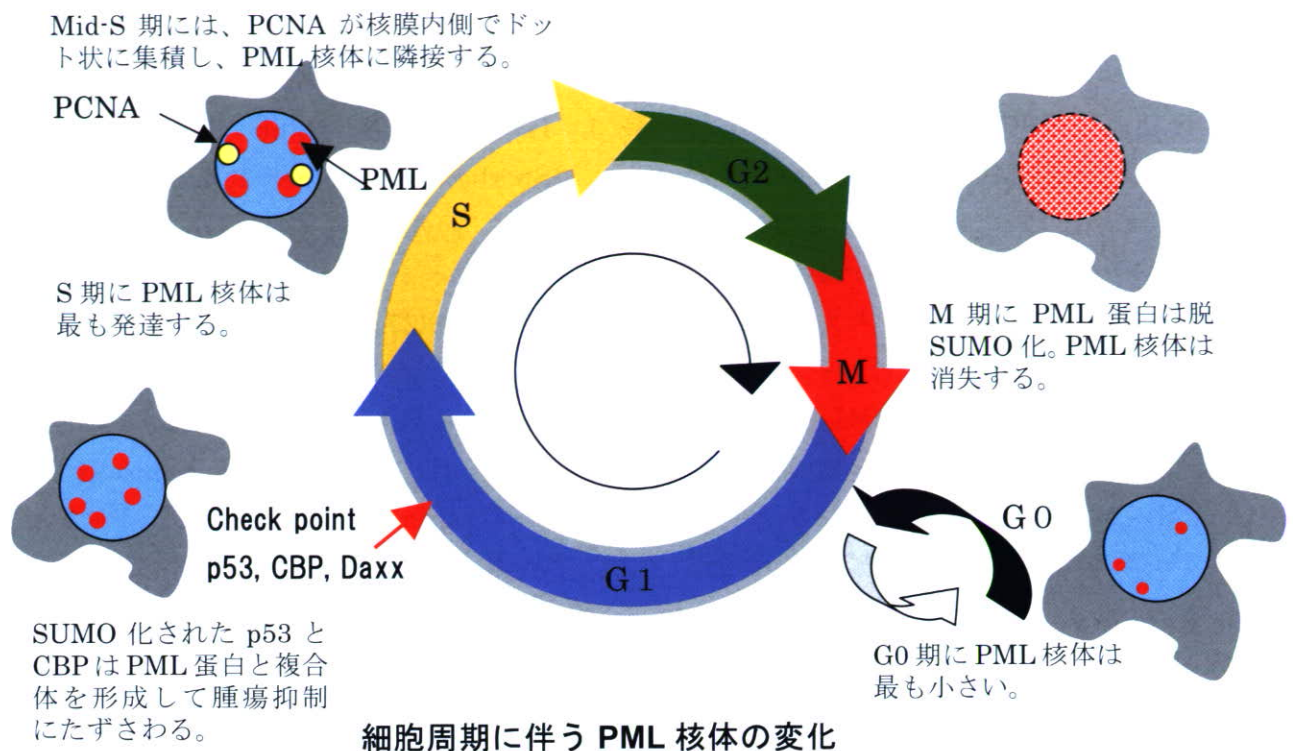 Mid-S 期には、PCNA が核膜内側でドッ
ト状に集積し、PML 核体に隣接する。
PCNA
PML
S 期に PML 核体は
最も発達する。
S
G2
M
G1
M 期に PML 蛋白は脱
SUMO 化。PML 核体は
消失する。
Check point
p53, CBP, Daxx
G0
SUMO 化された p53 と
CBP は PML 蛋白と複合
体を形成して腫瘍抑制
にたずさわる。
G0 期に PML 核体は
最も小さい。
細胞周期に伴う PML 核体の変化